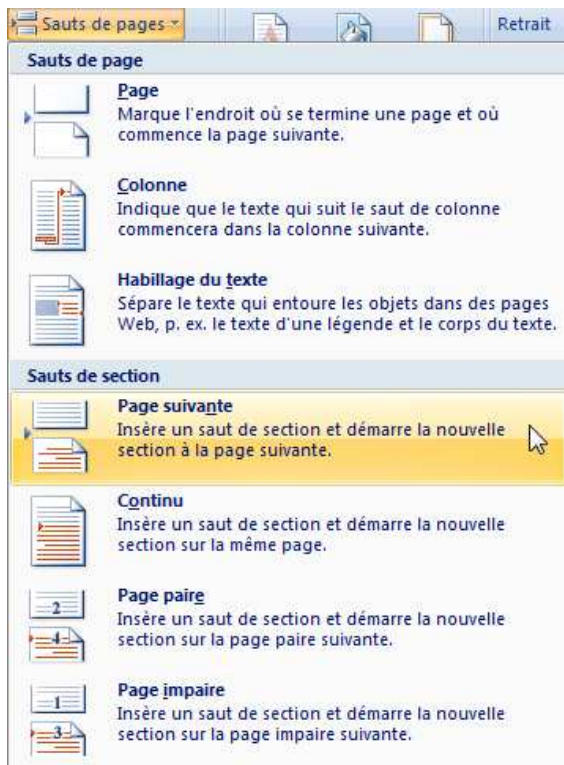 Sauts de pages
Retrait
Sauts de page
Page
Marque l'endroit où se termine une page et où
commence la page suivante.
Colonne
Indique que le texte qui suit le saut de colonne
commencera dans la colonne suivante.
Habillage du texte
Sépare le texte qui entoure les objets dans des pages
Web, p. ex. le texte d'une légende et le corps du texte.
Sauts de section
Page suivante
Insère un saut de section et démarre la nouvelle
section à la page suivante.
Continu
Insère un saut de section et démarre la nouvelle
section sur la même page.
2
4
Page paire
Insère un saut de section et démarre la nouvelle
section sur la page paire suivante.
1
3
Page impaire
Insère un saut de section et démarre la nouvelle
section sur la page impaire suivante.